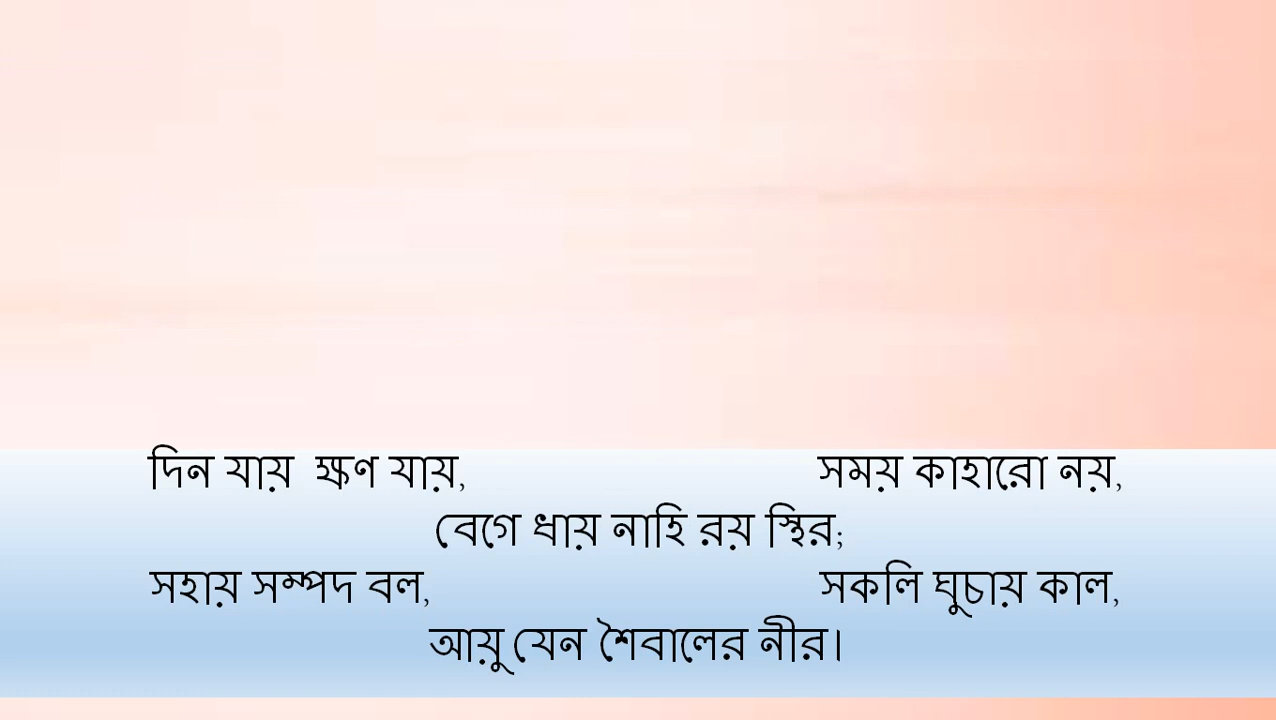 দিন যায় ক্ষণ যায়, সময় কাহারো নয়,
বেগে ধায় নাহি রয় স্থির;
সহায় সম্পদ বল, সকলি ঘুচায় কাল,
আয়ু যেন শৈবালের নীর।